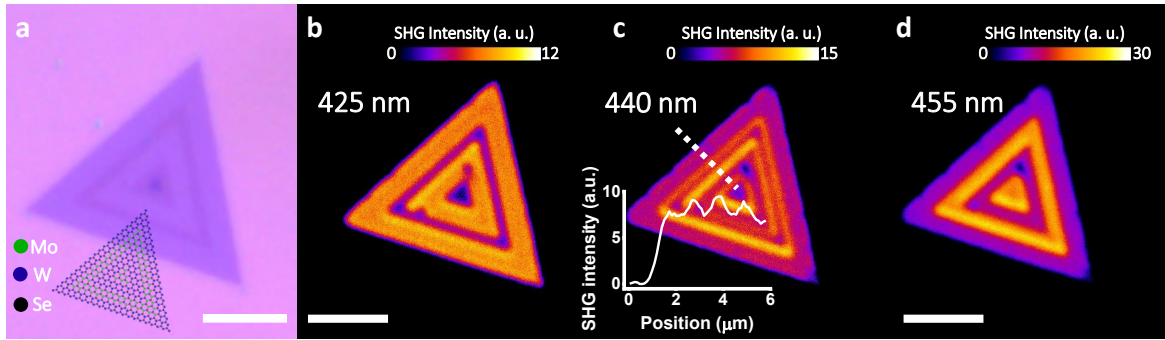 a
Mo
W
Se
b
SHG Intensity (a. u.)
0 12
425 nm
c
SHG Intensity (a. u.)
0 15
440 nm
SHG intensity (a.u.)
10
5
0
0 2 4 6
Position (µm)
d
SHG Intensity (a. u.)
0 30
455 nm